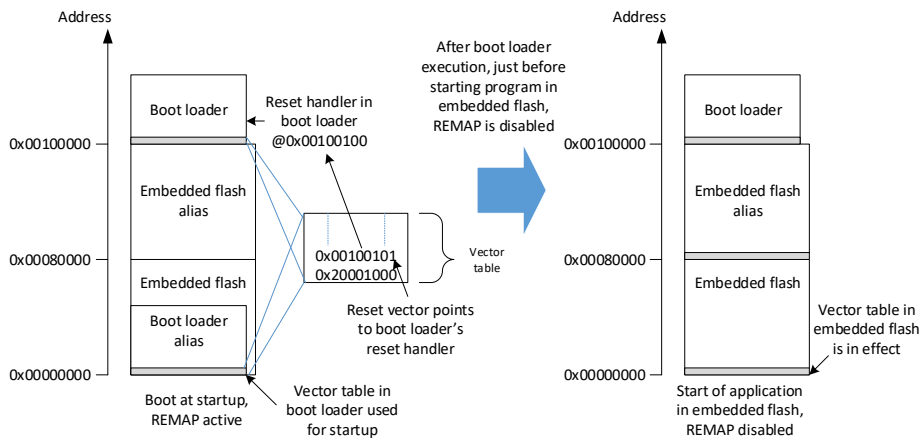 Address
Boot loader
0x00100000
Embedded flash
alias
0x00080000
Embedded flash
Boot loader
alias
0x00000000
Boot at startup,
REMAP active
Reset handler in
boot loader
@0x00100100
0x00100101
0x20001000
Vector
table
Reset vector points
to boot loader's
reset handler
Vector table in
boot loader used
for startup
After boot loader
execution, just before
starting program in
embedded flash,
REMAP is disabled
Address
Boot loader
0x00100000
Embedded flash
alias
0x00080000
Embedded flash
0x00000000
Vector table in
embedded flash
is in effect
Start of application
in embedded flash,
REMAP disabled